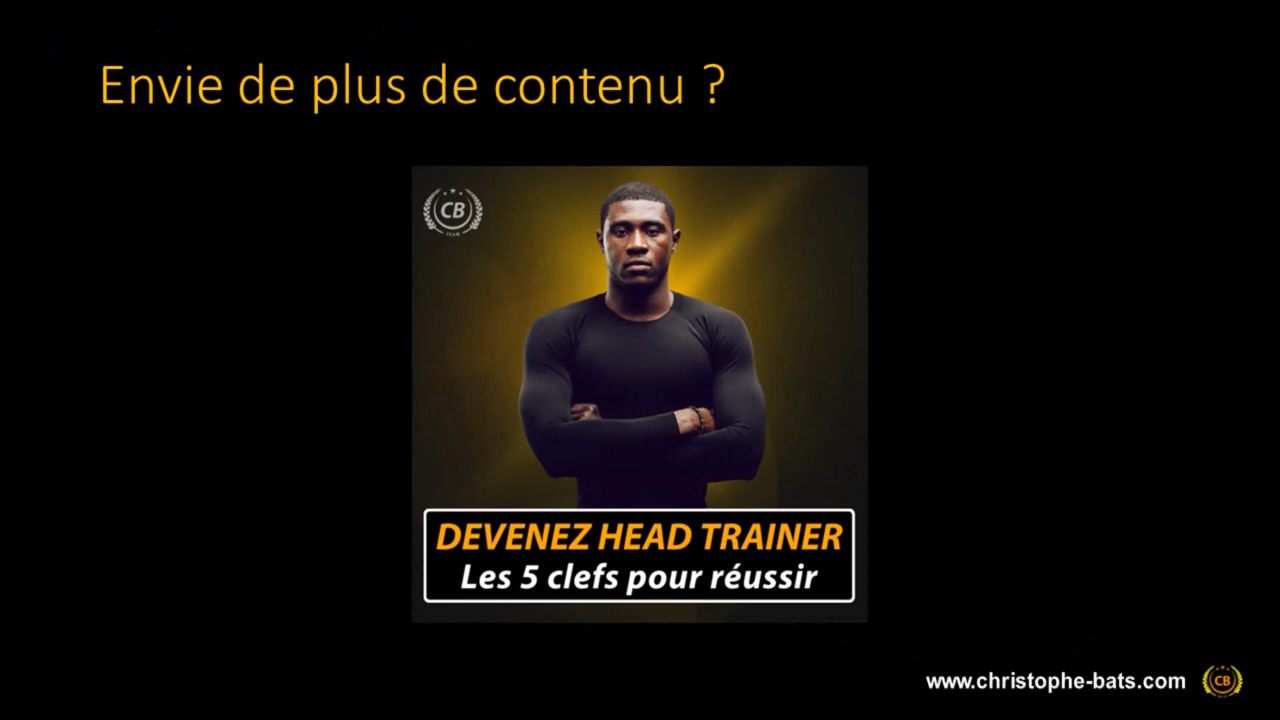 Envie de plus de contenu ?
CB
TEAM
DEVENEZ HEAD TRAINER
Les 5 clefs pour réussir
www.christophe-bats.com
CB